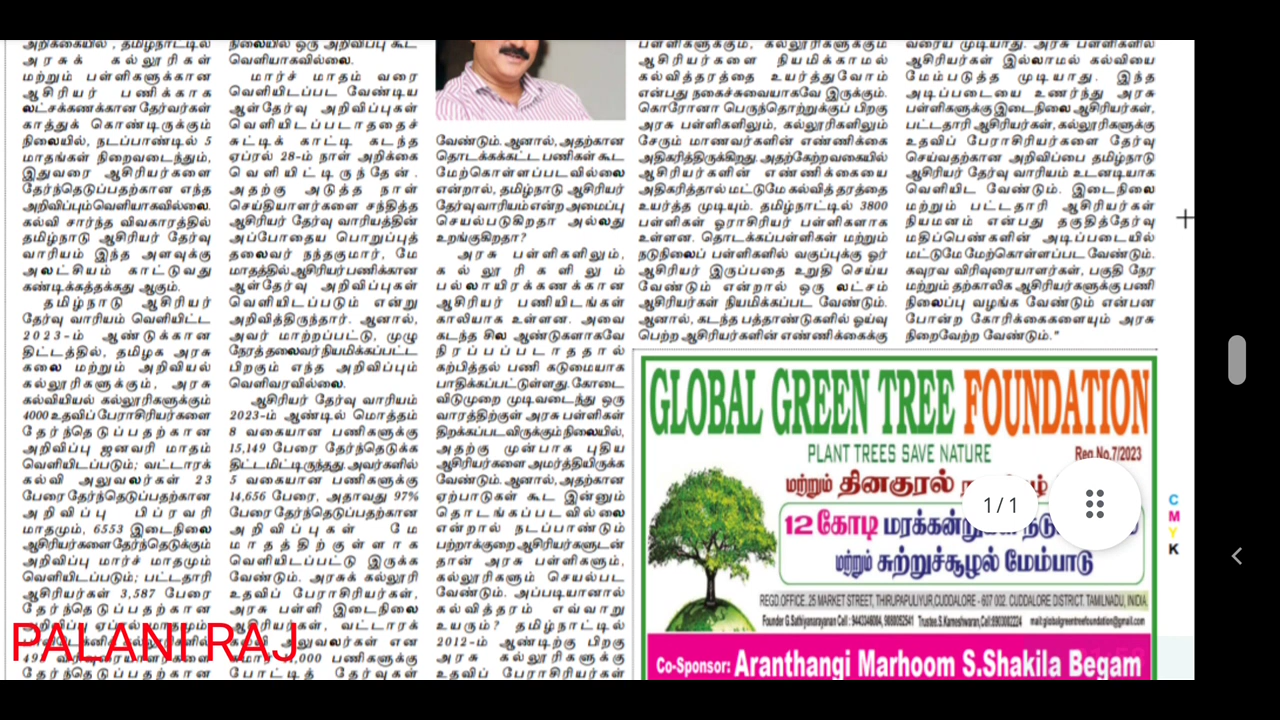 அறிக்கையில், தமிழ்நாட்டில்
அரசுக் கல்லூரிகள்
மற்றும் பள்ளிகளுக்கான
ஆசிரியர் பணிக்காக
லட்சக்கணக்கான தேர்வர்கள்
காத்துக் கொண்டிருக்கும்
நிலையில், நடப்பாண்டில் 5
மாதங்கள் நிறைவடைந்தும்,
இதுவரை ஆசிரியர்களை
தேர்ந்தெடுப்பதற்கான எந்த
அறிவிப்பும் வெளியாகவில்லை.
கல்வி சார்ந்த விவகாரத்தில்
தமிழ்நாடு ஆசிரியர் தேர்வு
வாரியம் இந்த அளவுக்கு
அலட்சியம் காட்டுவது
கண்டிக்கத்தக்கது ஆகும்.
தமிழ்நாடு ஆசிரியர்
தேர்வு வாரியம் வெளியிட்ட
2023-ம் ஆண்டுக்கான
திட்டத்தில், தமிழக அரசு
கலை மற்றும் அறிவியல்
கல்லூரிகளுக்கும், அரசு
கல்வியியல் கல்லூரிகளுக்கும்
4000 உதவிப் பேராசிரியர்களை
தேர்ந்தெடுப்பதற்கான
அறிவிப்பு ஜனவரி மாதம்
வெளியிடப்படும்; வட்டாரக்
கல்வி அலுவலர்கள் 23
பேரை தேர்ந்தெடுப்பதற்கான
அறிவிப்பு பிப்ரவரி
மாதமும், 6553 இடைநிலை
ஆசிரியர்களை தேர்ந்தெடுக்கும்
அறிவிப்பு மார்ச் மாதமும்
வெளியிடப்படும்; பட்டதாரி
ஆசிரியர்கள் 3,587 பேரை
தேர்ந்தெடுப்பதற்கான
அறிவிப்பு ஏப்ரல் மாதமும்
தேர்ந்தெடுப்பதற்கான
நிலையில் ஒரு அறிவிப்பு கூட
வெளியாகவில்லை.
மார்ச் மாதம் வரை
வெளியிடப்பட வேண்டிய
ஆள்தேர்வு அறிவிப்புகள்
வெளியிடப்படாததைச்
சுட்டிக் காட்டி கடந்த
ஏப்ரல் 28-ம் நாள் அறிக்கை
வெளியிட்டிருந்தேன்.
அதற்கு அடுத்த நாள்
செய்தியாளர்களை சந்தித்த
ஆசிரியர் தேர்வு வாரியத்தின்
அப்போதைய பொறுப்புத்
தலைவர் நந்தகுமார், மே
மாதத்தில் ஆசிரியர் பணிக்கான
ஆள்தேர்வு அறிவிப்புகள்
வெளியிடப்படும் என்று
அறிவித்திருந்தார். ஆனால்,
அவர் மாற்றப்பட்டு, முழு
நேரத் தலைவர் நியமிக்கப்பட்ட
பிறகும் எந்த அறிவிப்பும்
வெளிவரவில்லை.
ஆசிரியர் தேர்வு வாரியம்
2023-ம் ஆண்டில் மொத்தம்
8 வகையான பணிகளுக்கு
15,149 பேரை தேர்ந்தெடுக்க
திட்டமிட்டிருந்தது. அவர்களில்
5 வகையான பணிகளுக்கு
14,656 பேரை, அதாவது 97%
பேரை தேர்ந்தெடுப்பதற்கான
அறிவிப்புகள் மே
மாதத்திற்குள்ளாக
வெளியிடப்பட்டு இருக்க
வேண்டும். அரசுக் கல்லூரி
உதவிப் பேராசிரியர்கள்,
அரசு பள்ளி இடைநிலை
ஆசிரியர்கள், வட்டாரக்
கல்வி அலுவலர்கள் என
பணிகளுக்கு
போட்டித் தேர்வுகள்
வேண்டும். ஆனால், அதற்கான
தொடக்கக்கட்ட பணிகள் கூட
மேற்கொள்ளப்படவில்லை
என்றால், தமிழ்நாடு ஆசிரியர்
தேர்வு வாரியம் என்ற அமைப்பு
செயல்படுகிறதா அல்லது
உறங்குகிறதா?
அரசு பள்ளிகளிலும்,
கல்லூரிகளிலும்
பல்லாயிரக்கணக்கான
ஆசிரியர் பணியிடங்கள்
காலியாக உள்ளன. அவை
கடந்த சில ஆண்டுகளாகவே
நிரப்பப்படாததால்
கற்பித்தல் பணி கடுமையாக
பாதிக்கப்பட்டுள்ளது. கோடை
விடுமுறை முடிவடைந்து ஒரு
வாரத்திற்குள் அரசு பள்ளிகள்
திறக்கப்படவிருக்கும் நிலையில்,
அதற்கு முன்பாக புதிய
ஆசிரியர்களை அமர்த்தியிருக்க
வேண்டும். ஆனால், அதற்கான
ஏற்பாடுகள் கூட இன்னும்
தொடங்கப்படவில்லை
என்றால் நடப்பாண்டும்
பற்றாக்குறை ஆசிரியர்களுடன்
தான் அரசு பள்ளிகளும்,
கல்லூரிகளும் செயல்பட
வேண்டும். அப்படியானால்
கல்வித்தரம் எவ்வாறு
உயரும்? தமிழ்நாட்டில்
2012-ம் ஆண்டிற்கு பிறகு
அரசு கல்லூரிகளுக்கு
உதவிப் பேராசிரியர்கள்
பள்ளிகளுக்கும், கல்லூரிகளுக்கும்
ஆசிரியர்களை நியமிக்காமல்
கல்வித்தரத்தை உயர்த்துவோம்
என்பது நகைச்சுவையாகவே இருக்கும்.
கொரோனா பெருந்தொற்றுக்குப் பிறகு
அரசு பள்ளிகளிலும், கல்லூரிகளிலும்
சேரும் மாணவர்களின் எண்ணிக்கை
அதிகரித்திருக்கிறது. அதற்கேற்ற வகையில்
ஆசிரியர்களின் எண்ணிக்கையை
அதிகரித்தால் மட்டுமே கல்வித் தரத்தை
உயர்த்த முடியும். தமிழ்நாட்டில் 3800
பள்ளிகள் ஓராசிரியர் பள்ளிகளாக
உள்ளன. தொடக்கப்பள்ளிகள் மற்றும்
நடுநிலைப் பள்ளிகளில் வகுப்புக்கு ஓர்
ஆசிரியர் இருப்பதை உறுதி செய்ய
வேண்டும் என்றால் ஒரு லட்சம்
ஆசிரியர்கள் நியமிக்கப்பட வேண்டும்.
ஆனால், கடந்த பத்தாண்டுகளில் ஓய்வு
பெற்ற ஆசிரியர்களின் எண்ணிக்கைக்கு
வரைய முடியாது. அரசு பள்ளிகளில்
ஆசிரியர்கள் இல்லாமல் கல்வியை
மேம்படுத்த முடியாது. இந்த
அடிப்படையை உணர்ந்து அரசு
பள்ளிகளுக்கு இடைநிலை ஆசிரியர்கள்,
பட்டதாரி ஆசிரியர்கள், கல்லூரிகளுக்கு
உதவிப் பேராசிரியர்களை தேர்வு
செய்வதற்கான அறிவிப்பை தமிழ்நாடு
ஆசிரியர் தேர்வு வாரியம் உடனடியாக
வெளியிட வேண்டும். இடைநிலை
மற்றும் பட்டதாரி ஆசிரியர்கள்
நியமனம் என்பது தகுதித்தேர்வு
மதிப்பெண்களின் அடிப்படையில்
மட்டுமே மேற்கொள்ளப்பட வேண்டும்.
கவுரவ விரிவுரையாளர்கள், பகுதி நேர
மற்றும் தற்காலிக ஆசிரியர்களுக்கு பணி
நிலைப்பு வழங்க வேண்டும் என்பன
போன்ற கோரிக்கைகளையும் அரசு
நிறைவேற்ற வேண்டும்."
GLOBAL GREEN TREE FOUNDATION
PLANT TREES SAVE NATURE
Reg.No.7/2023
மற்றும் தினகுரல்
12 கோடி
மற்றும் சுற்றுச்சூழல் மேம்பாடு
REGD.OFFICE..25 MARKET STREET, THIRUPAPULIYUR,CUDDALORE - 607 002. CUDDALORE DISTRICT. TAMILNADU, INIDIA.
Founder G.Sathiyanarayanan Cell : 9443346004, 9080052541 Trustee.S.Kameshwaran,Cell:8903082224 mail:globalgreentreefoundation@gmail.com
Co-Sponsor: Aranthangi Marhoom S.Shakila Begam
1/1
C
M
Y
K
PALANI RAJ